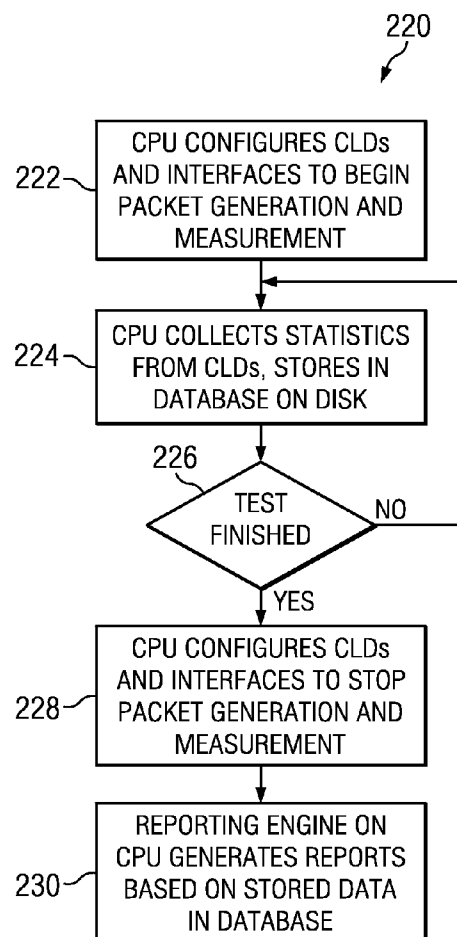 220
222
CPU CONFIGURES CLDs
AND INTERFACES TO BEGIN
PACKET GENERATION AND
MEASUREMENT
224
CPU COLLECTS STATISTICS
FROM CLDs, STORES IN
DATABASE ON DISK
226
TEST
FINISHED
NO
YES
228
CPU CONFIGURES CLDs
AND INTERFACES TO STOP
PACKET GENERATION AND
MEASUREMENT
230
REPORTING ENGINE ON
CPU GENERATES REPORTS
BASED ON STORED DATA
IN DATABASE